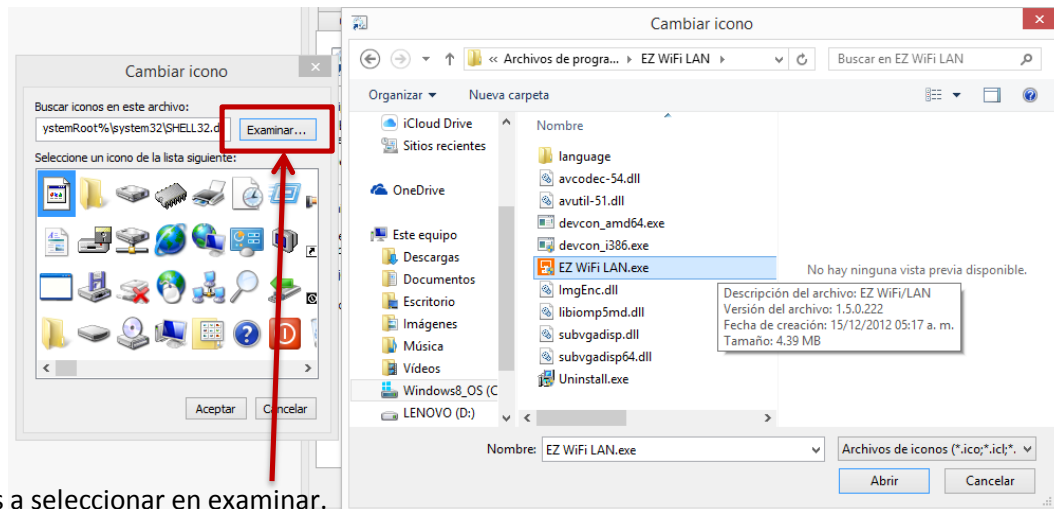 Cambiar icono
Buscar iconos en este archivo:
ystemRoot%\system32\SHELL32.d
Examinar...
Seleccione un icono de la lista siguiente:
Aceptar
Cancelar
s a seleccionar en examinar.
Cambiar icono
« Archivos de progra... ▸ EZ WiFi LAN ▸
Buscar en EZ WiFi LAN
Organizar
Nueva carpeta
iCloud Drive
Sitios recientes
OneDrive
Este equipo
Descargas
Documentos
Escritorio
Imágenes
Música
Vídeos
Windows8_OS (C
LENOVO (D:)
Nombre
language
avcodec-54.dll
avutil-51.dll
devcon_amd64.exe
devcon_i386.exe
EZ WiFi LAN.exe
ImgEnc.dll
libiomp5md.dll
subvgadisp.dll
subvgadisp64.dll
Uninstall.exe
No hay ninguna vista previa disponible.
Descripción del archivo: EZ WiFi/LAN
Versión del archivo: 1.5.0.222
Fecha de creación: 15/12/2012 05:17 a. m.
Tamaño: 4.39 MB
Nombre:
EZ WiFi LAN.exe
Archivos de iconos (*.ico;*.icl;*.
Abrir
Cancelar